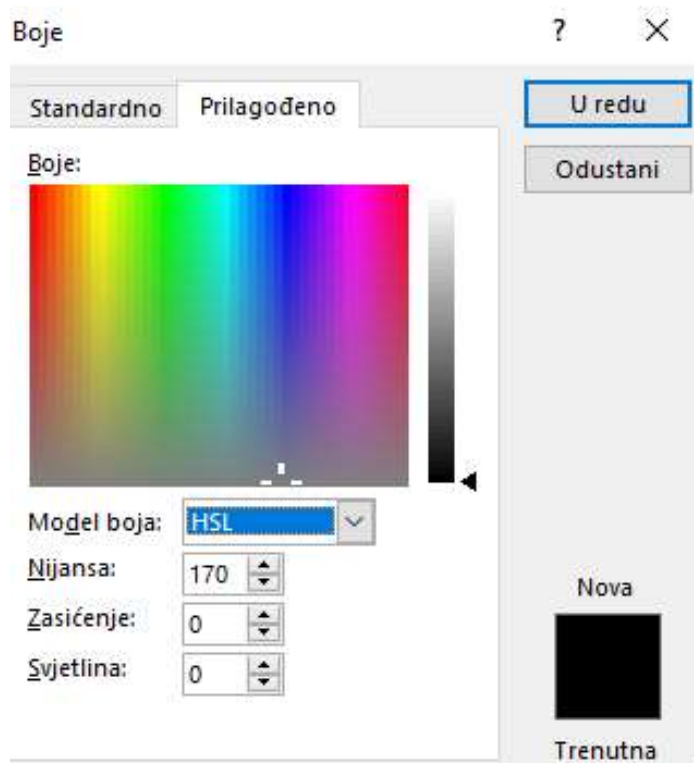 Boje ?
Standardno Prilagođeno U redu
Boje: Odustani
Model boja: HSL
Nijansa: 170
Zasićenje: 0
Svjetlina: 0
Nova
Trenutna